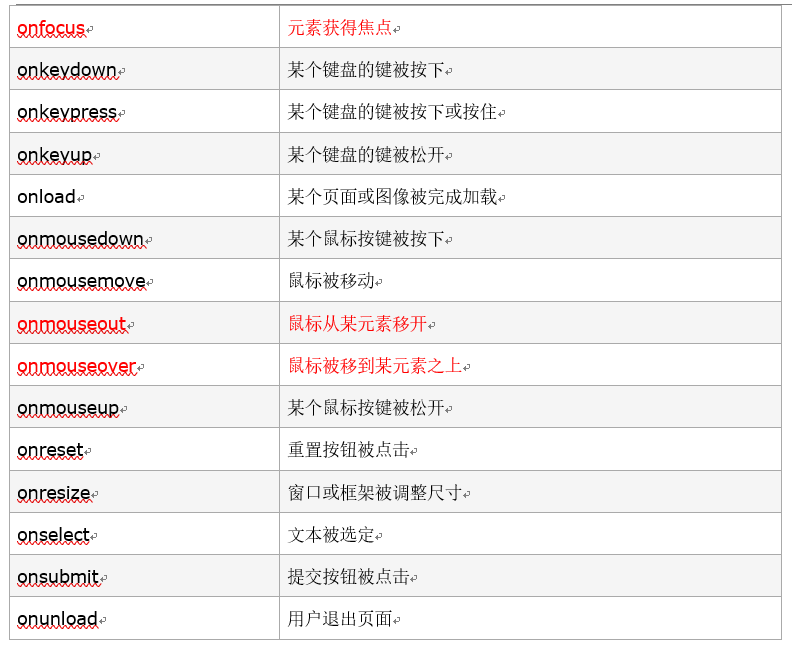 onfocus 元素获得焦点
onkeydown 某个键盘的键被按下
onkeypress 某个键盘的键被按下或按住
onkeyup 某个键盘的键被松开
onload 某个页面或图像被完成加载
onmousedown 某个鼠标按键被按下
onmousemove 鼠标被移动
onmouseout 鼠标从某元素移开
onmouseover 鼠标被移到某元素之上
onmouseup 某个鼠标按键被松开
onreset 重置按钮被点击
onresize 窗口或框架被调整尺寸
onselect 文本被选定
onsubmit 提交按钮被点击
onunload 用户退出页面